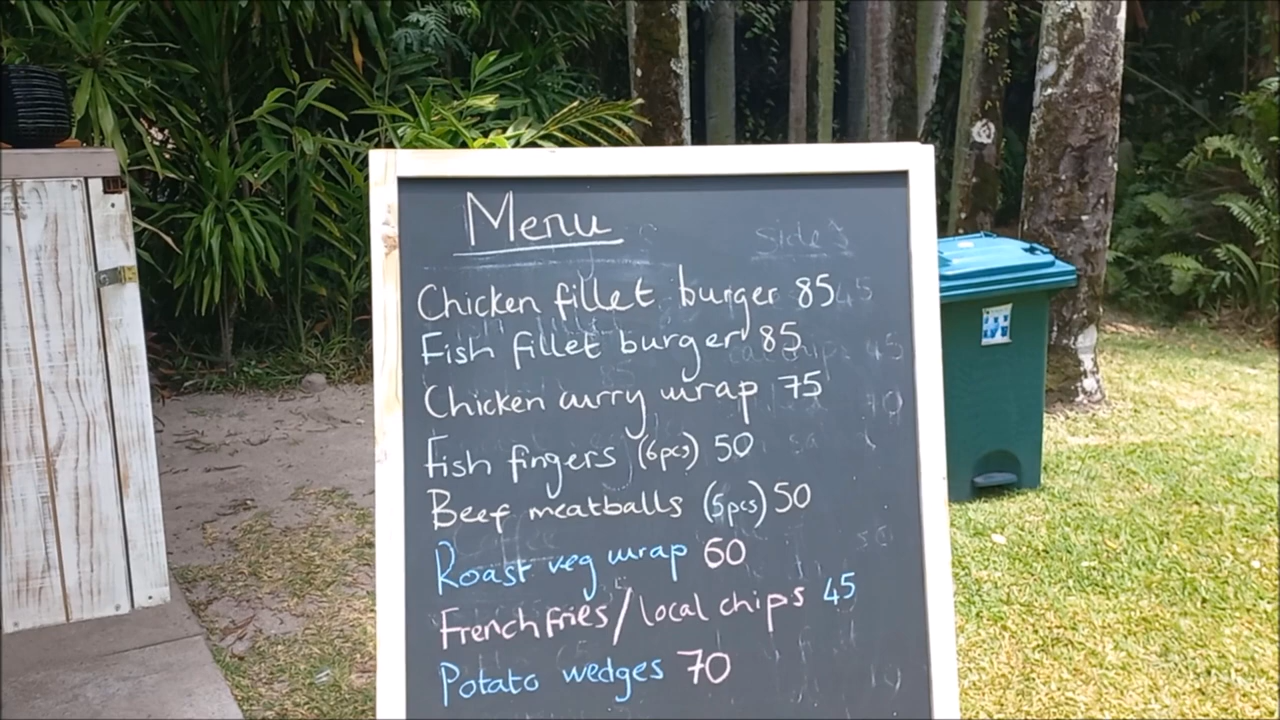 Menu
Sides
Chicken fillet burger 85
Fish fillet burger 85
Chicken curry wrap 75
Fish fingers (6pcs) 50
Beef meatballs (5pcs) 50
Roast veg wrap 60
French fries/local chips 45
Potato wedges 70